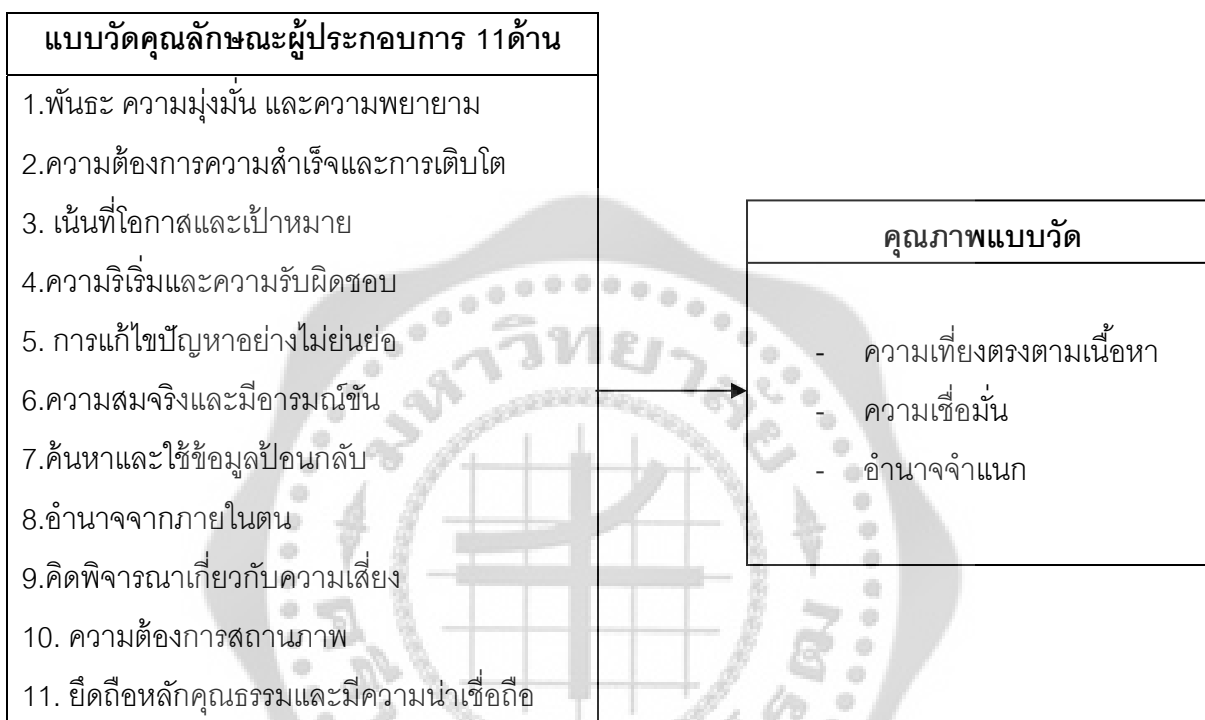 แบบวัดคุณลักษณะผู้ประกอบการ 11ด้าน
1.พันธะ ความมุ่งมั่น และความพยายาม
2.ความต้องการความสำเร็จและการเติบโต
3. เน้นที่โอกาสและเป้าหมาย
4.ความริเริ่มและความรับผิดชอบ
5. การแก้ไขปัญหาอย่างไม่ย่นย่อ
6.ความสมจริงและมีอารมณ์ขัน
7.ค้นหาและใช้ข้อมูลป้อนกลับ
8.อำนาจจากภายในตน
9.คิดพิจารณาเกี่ยวกับความเสี่ยง
10. ความต้องการสถานภาพ
11. ยึดถือหลักคุณธรรมและมีความน่าเชื่อถือ
คุณภาพแบบวัด
- ความเที่ยงตรงตามเนื้อหา
- ความเชื่อมั่น
- อำนาจจำแนก
มหาวิทยาลัย